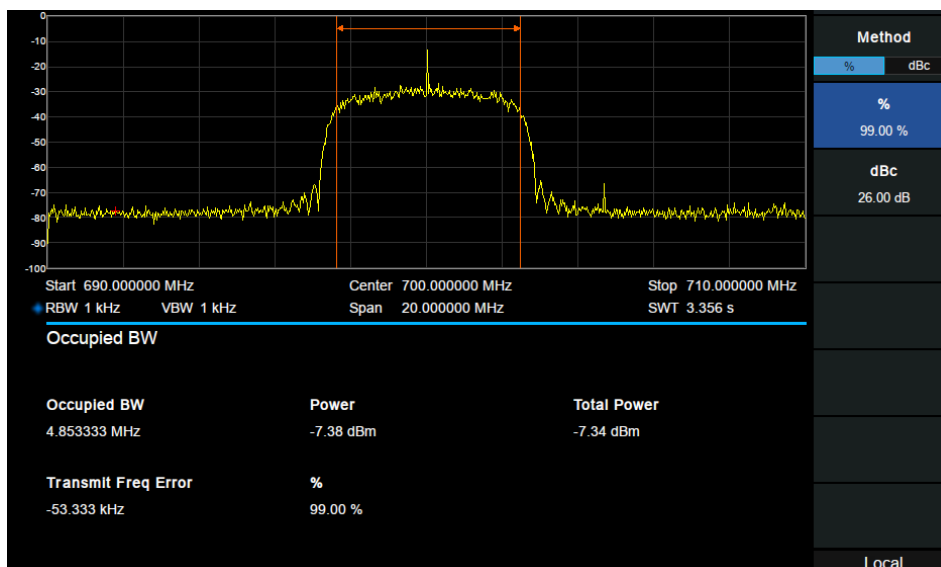 0
-10
-20
-30
-40
-50
-60
-70
-80
-90
-100
Start 690.000000 MHz Center 700.000000 MHz Stop 710.000000 MHz
RBW 1 kHz VBW 1 kHz Span 20.000000 MHz SWT 3.356 s
Occupied BW
Occupied BW Power Total Power
4.853333 MHz -7.38 dBm -7.34 dBm
Transmit Freq Error %
-53.333 kHz 99.00 %
Method
% dBc
%
99.00 %
dBc
26.00 dB
Local